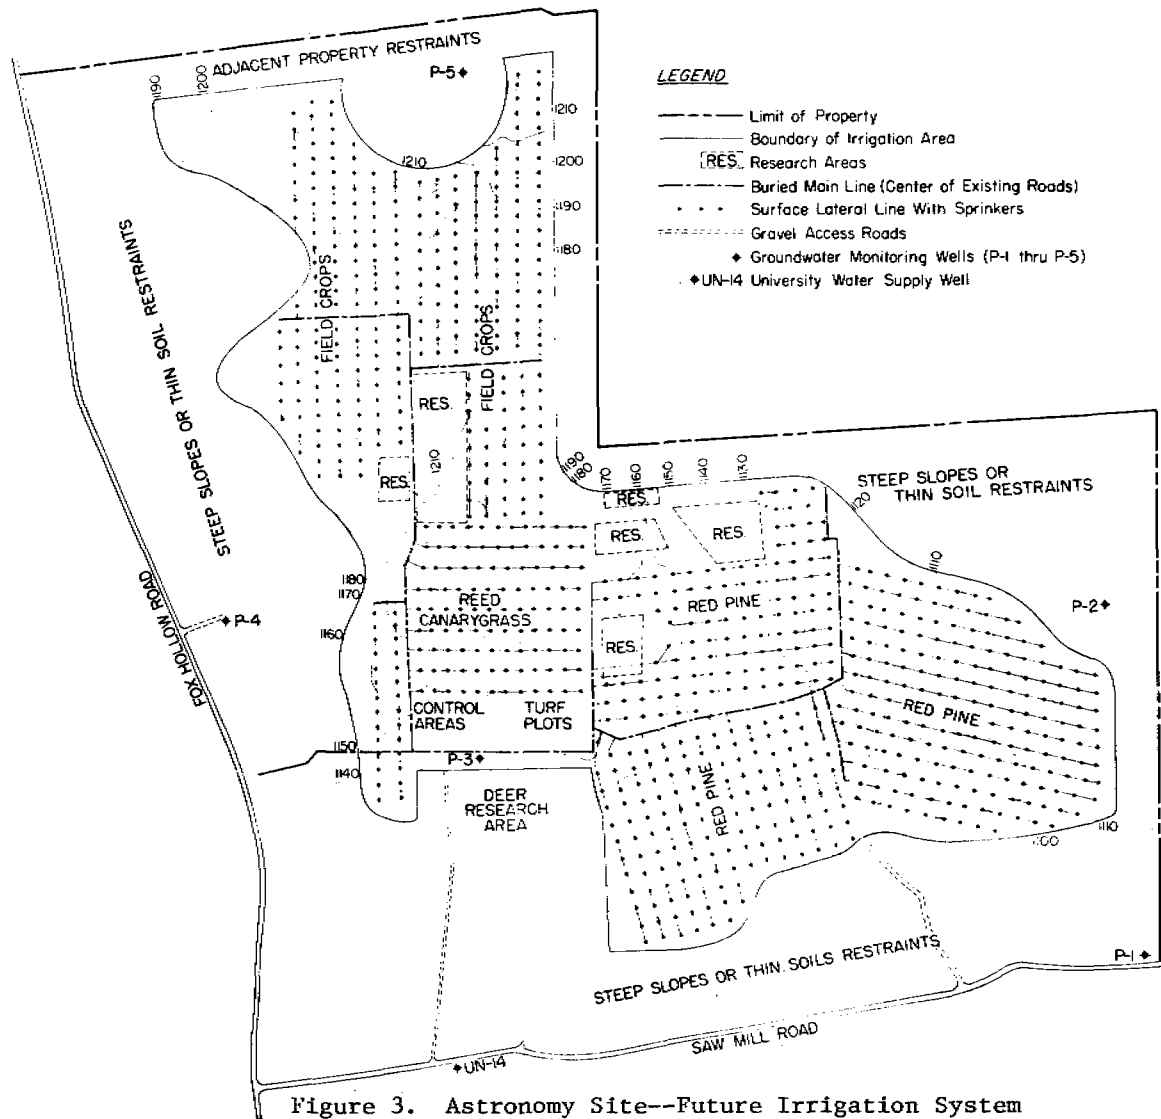 ADJACENT PROPERTY RESTRAINTS
P-5
1190
1200
1210
1210
1200
1190
1180
LEGEND
Limit of Property
Boundary of Irrigation Area
RES. Research Areas
Buried Main Line (Center of Existing Roads)
Surface Lateral Line With Sprinkers
Gravel Access Roads
Groundwater Monitoring Wells (P-1 thru P-5)
UN-14 University Water Supply Well
STEEP SLOPES OR THIN SOIL RESTRAINTS
FIELD CROPS
FIELD CROPS
RES.
1210
RES.
1190
1180
1170
1160
1150
1140
1130
STEEP SLOPES OR
THIN SOIL RESTRAINTS
1120
1110
RES.
RES.
RES.
1180
1170
1160
REED
CANARYGRASS
RED PINE
RES.
P-2
P-4
FOX HOLLOW ROAD
CONTROL
AREAS
TURF
PLOTS
RED PINE
1150
1140
P-3
RED PINE
DEER
RESEARCH
AREA
1100
1110
STEEP SLOPES OR THIN SOILS RESTRAINTS
P-1
SAW MILL ROAD
UN-14
Figure 3. Astronomy Site--Future Irrigation System